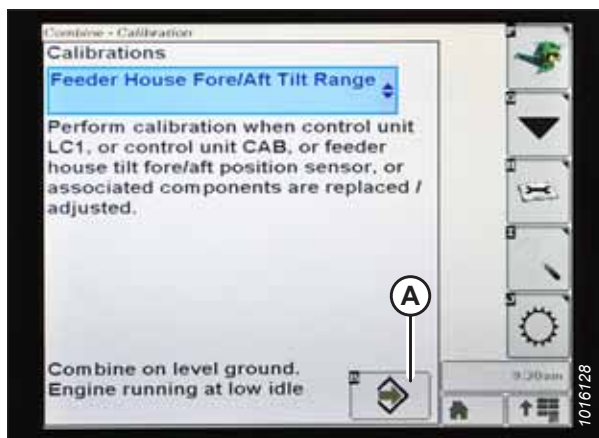 Combine - Calibration
Calibrations
Feeder House Fore/Aft Tilt Range
Perform calibration when control unit
LC1, or control unit CAB, or feeder
house tilt fore/aft position sensor, or
associated components are replaced /
adjusted.
A
Combine on level ground.
Engine running at low idle
9:20am
1016128